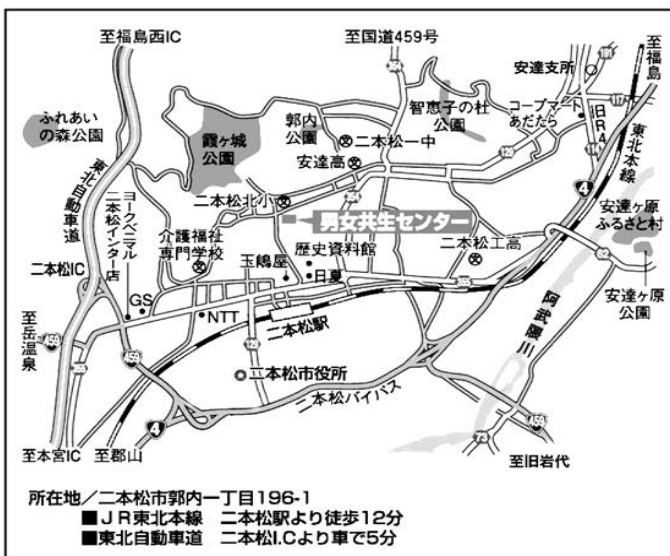 至福島西IC
至国道459号
至福島
安達支所
ふれあい
の森公園
霞ヶ城
公園
郭内
公園
二本松一中
安達高
智恵子の杜
公園
コープマート
あだたら
旧R4
東北本線
東北自動車道
ヨークベニマル
二本松インター店
二本松北小
男女共生センター
4
安達ヶ原
ふるさと村
介護福祉
専門学校
玉嶋屋
歴史資料館
日夏
二本松工高
二本松IC
GS
NTT
二本松駅
安達ヶ原
公園
至岳温泉
459
459
阿武隈川
二本松市役所
二本松バイパス
4
459
73
至本宮IC
至郡山
至旧岩代
所在地／二本松市郭内一丁目196-1
■JR東北本線 二本松駅より徒歩12分
■東北自動車道 二本松I.Cより車で5分